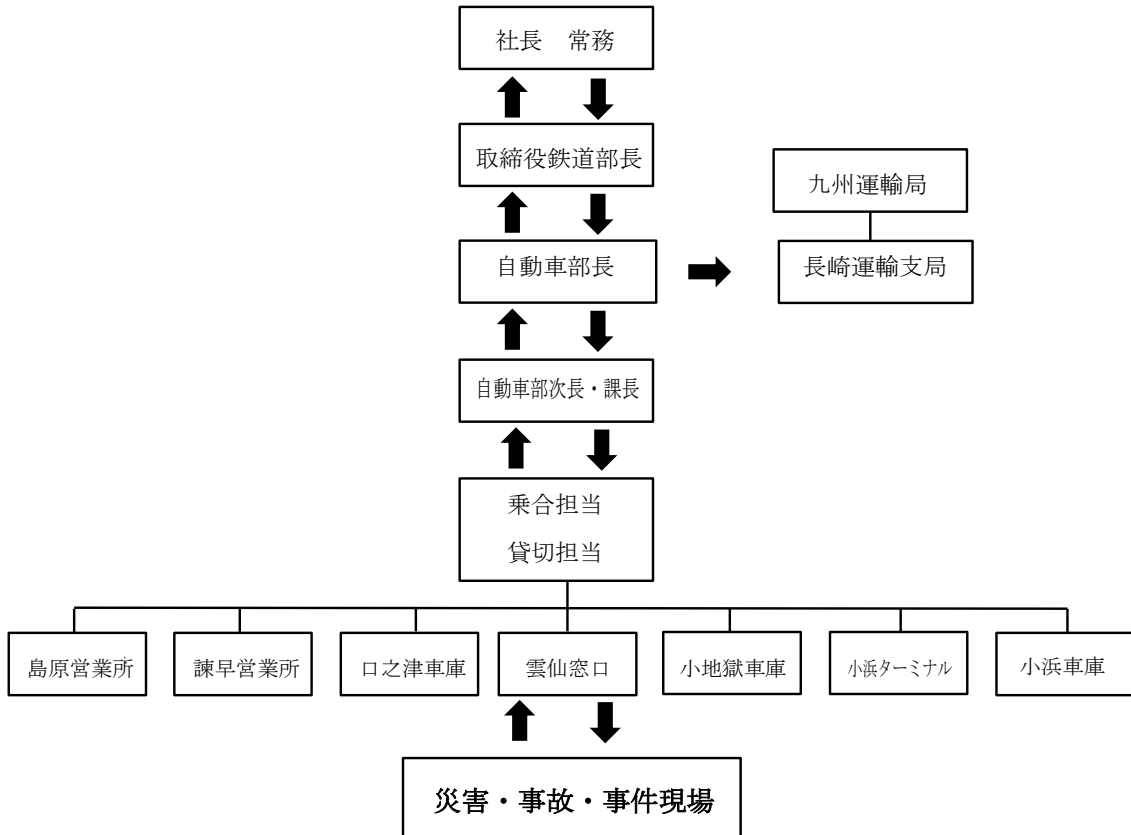 社長　常務
取締役鉄道部長
九州運輸局
自動車部長
長崎運輸支局
自動車部次長・課長
乗合担当
貸切担当
島原営業所
諫早営業所
口之津車庫
雲仙窓口
小地獄車庫
小浜ターミナル
小浜車庫
災害・事故・事件現場